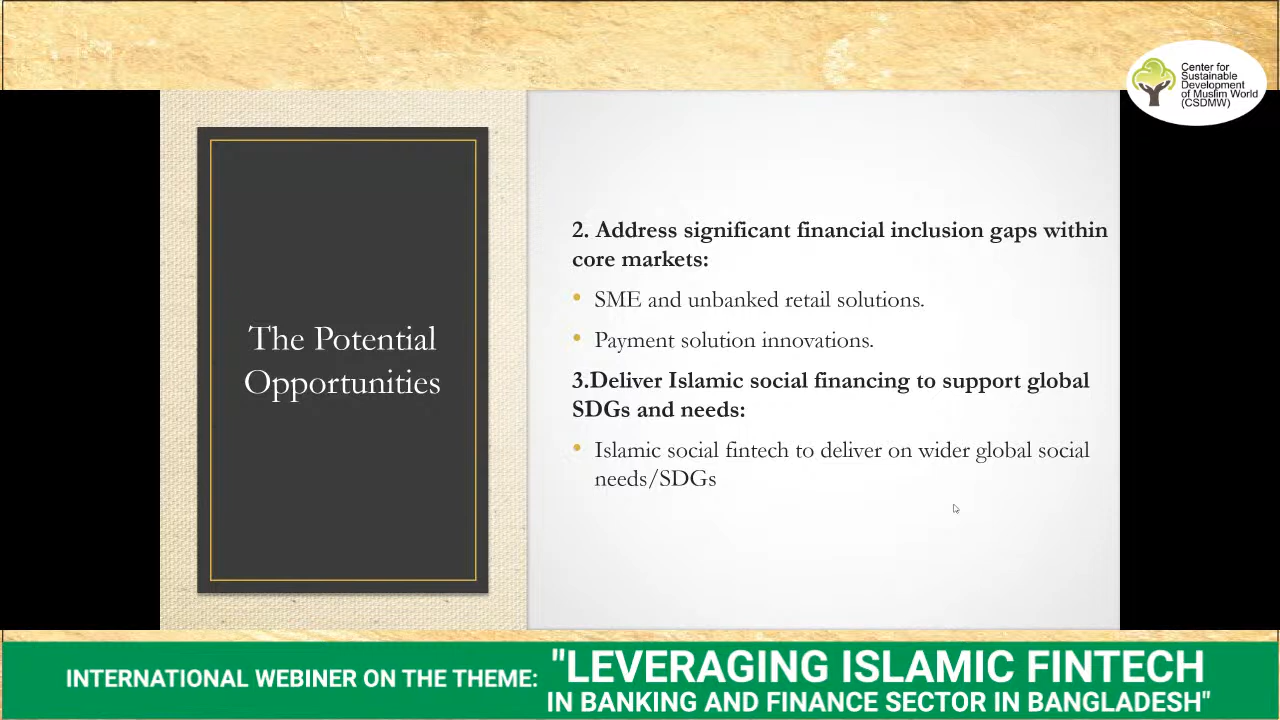 Center for
Sustainable
Development
of Muslim World
(CSDMW)
The Potential
Opportunities
2. Address significant financial inclusion gaps within
core markets:
• SME and unbanked retail solutions.
• Payment solution innovations.
3.Deliver Islamic social financing to support global
SDGs and needs:
• Islamic social fintech to deliver on wider global social
needs/SDGs
INTERNATIONAL WEBINER ON THE THEME:
"LEVERAGING ISLAMIC FINTECH
IN BANKING AND FINANCE SECTOR IN BANGLADESH"